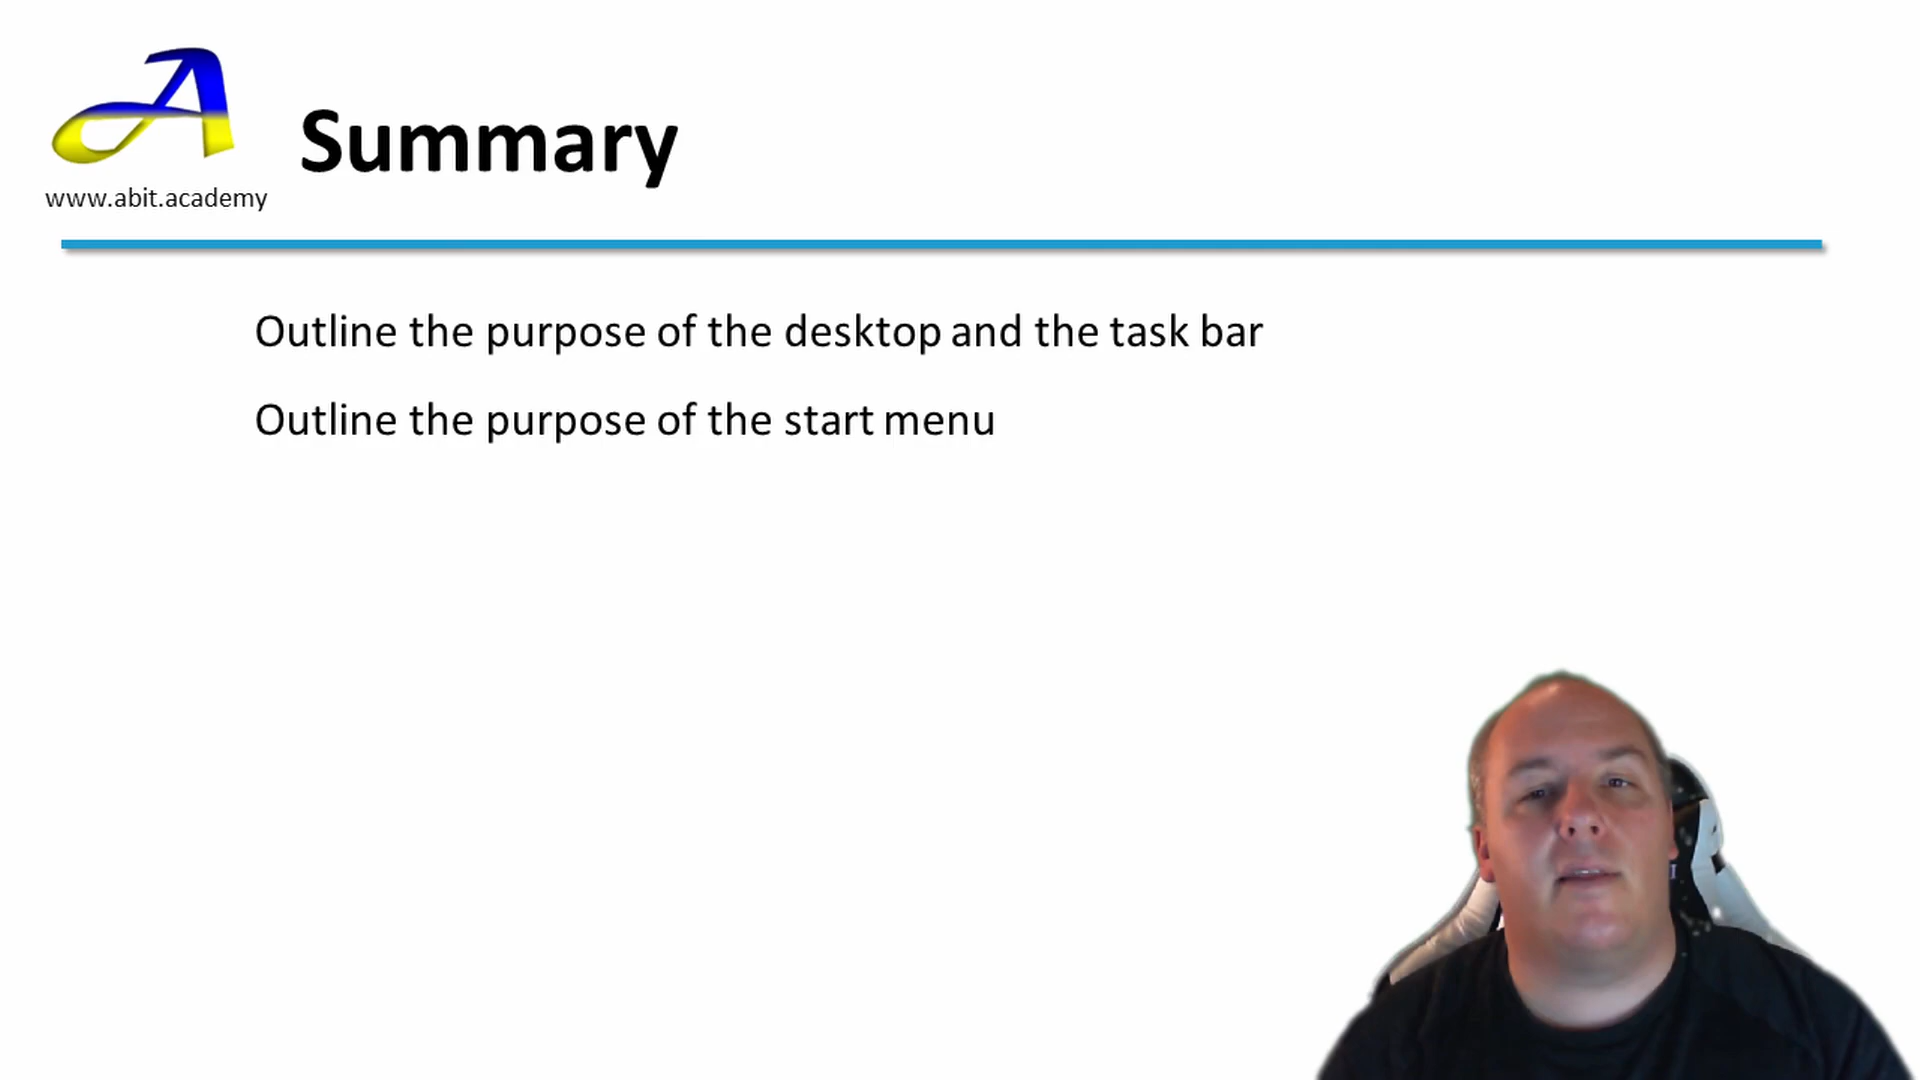 Summary
www.abit.academy
Outline the purpose of the desktop and the task bar
Outline the purpose of the start menu